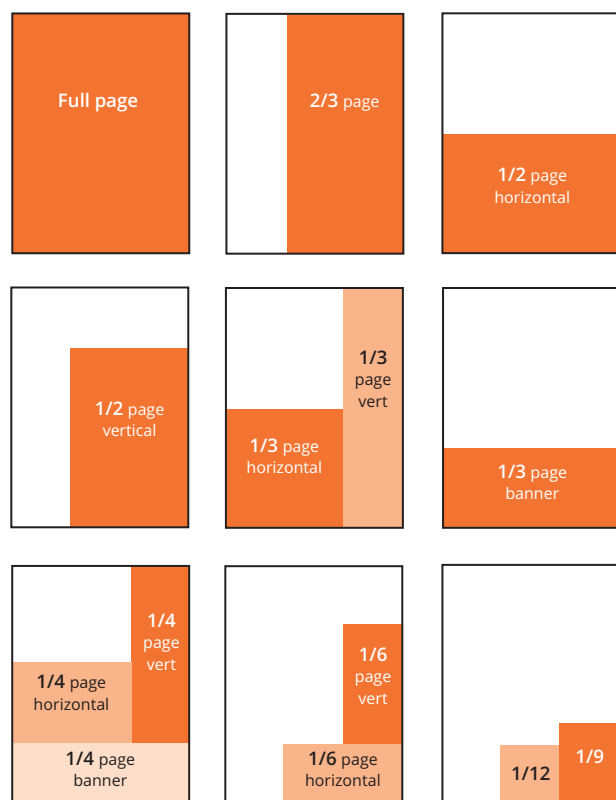 Full page
2/3 page
1/2 page
horizontal
1/2 page
vertical
1/3 page
horizontal
1/3
page
vert
1/3 page
banner
1/4 page
horizontal
1/4
page
vert
1/4 page
banner
1/6
page
vert
1/6 page
horizontal
1/12
1/9